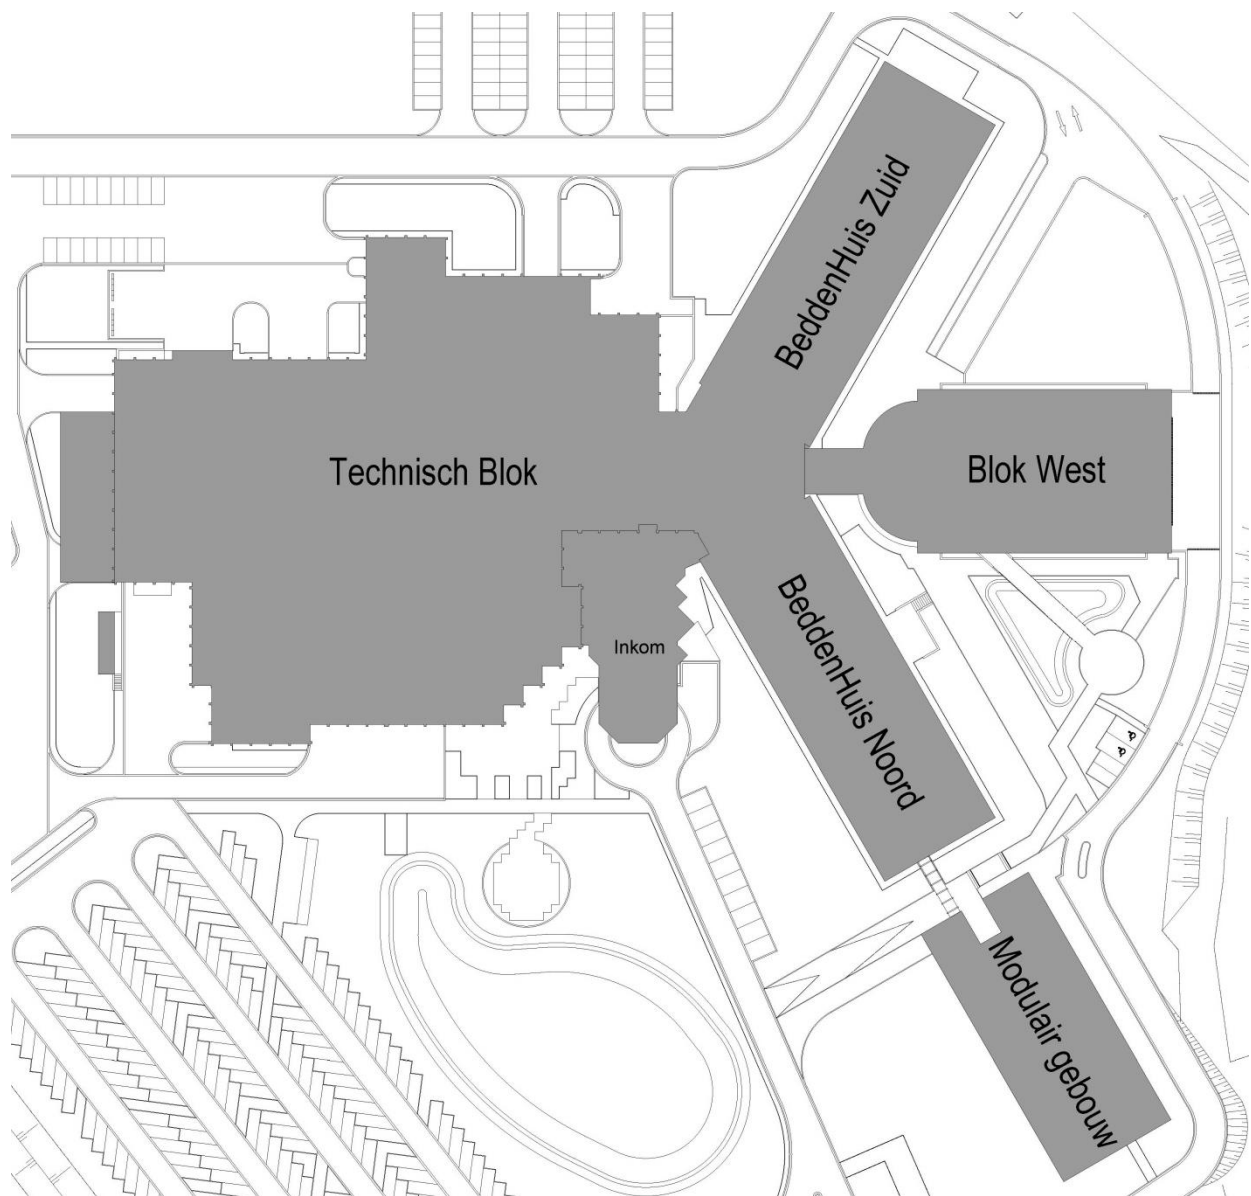 BeddenHuis Zuid
Technisch Blok
Blok West
Inkom
BeddenHuis Noord
Modulair gebouw